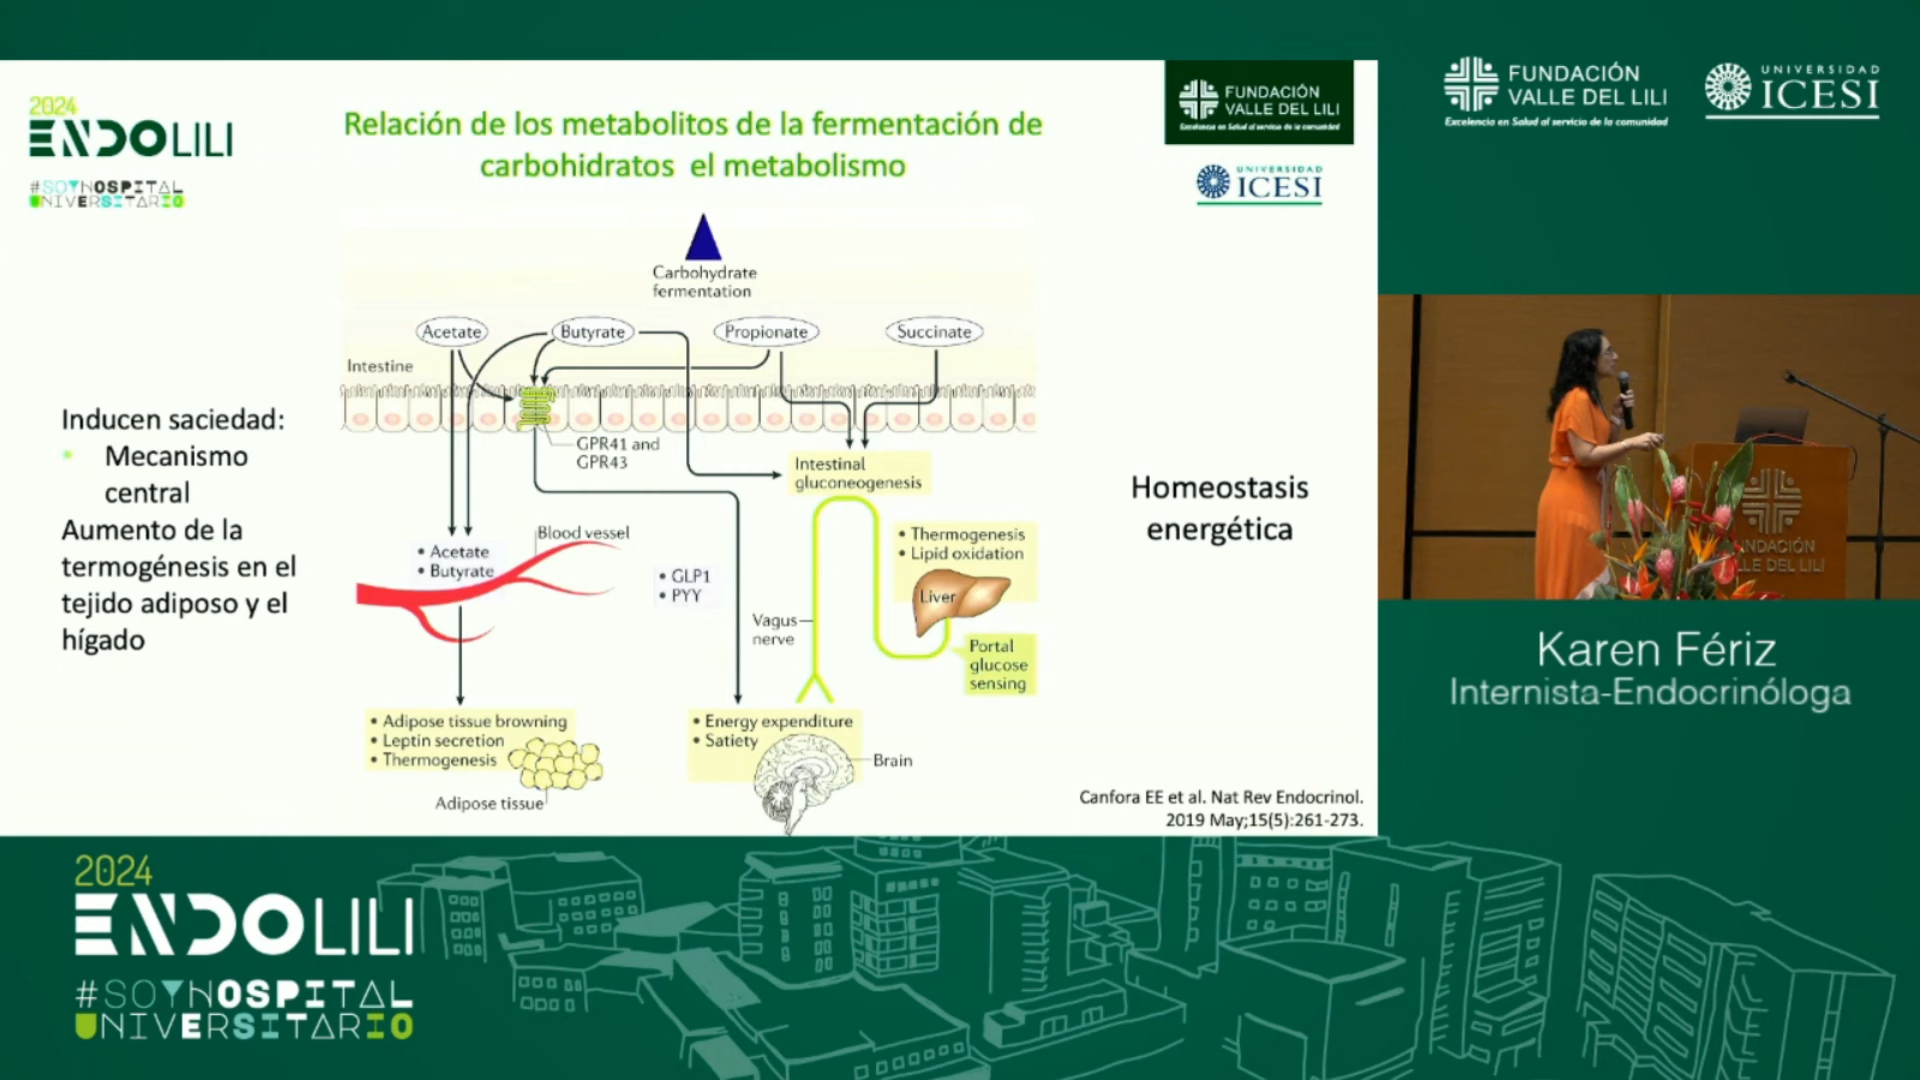 2024
ENDOLILI
#SOYHOSPITAL
UNIVERSITARIO
Relación de los metabolitos de la fermentación de
carbohidratos  el metabolismo
FUNDACIÓN
VALLE DEL LILI
Excelencia en Salud al servicio de la comunidad
UNIVERSIDAD
ICESI
FUNDACIÓN
VALLE DEL LILI
Excelencia en Salud al servicio de la comunidad
UNIVERSIDAD
ICESI
Carbohydrate
fermentation
Acetate
Butyrate
Propionate
Succinate
Intestine
GPR41 and
GPR43
Intestinal
gluconeogenesis
Inducen saciedad:
• Mecanismo
central
Aumento de la
termogénesis en el
tejido adiposo y el
hígado
• Acetate
• Butyrate
Blood vessel
• GLP1
• PYY
Vagus
nerve
• Thermogenesis
• Lipid oxidation
Liver
Portal
glucose
sensing
Homeostasis
energética
• Adipose tissue browning
• Leptin secretion
• Thermogenesis
Adipose tissue
• Energy expenditure
• Satiety
Brain
Canfora EE et al. Nat Rev Endocrinol.
2019 May;15(5):261-273.
NDACIÓN
LLE DEL LILI
Karen Fériz
Internista-Endocrinóloga
2024
ENDOLILI
#SOYHOSPITAL
UNIVERSITARIO